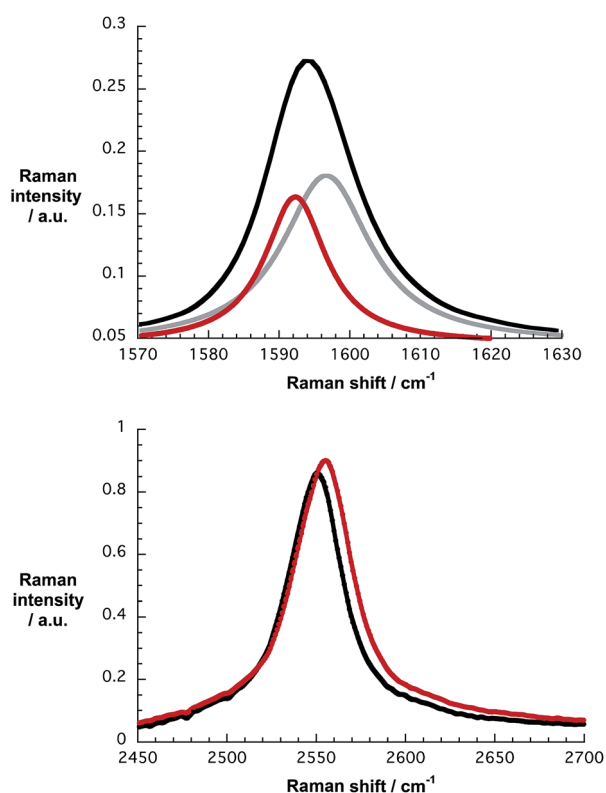 0.3
0.25
0.2
Raman
intensity
/ a.u.
0.15
0.1
0.05
1570 1580 1590 1600 1610 1620 1630
Raman shift / cm⁻¹
1
0.8
0.6
Raman
intensity
/ a.u.
0.4
0.2
0
2450 2500 2550 2600 2650 2700
Raman shift / cm⁻¹